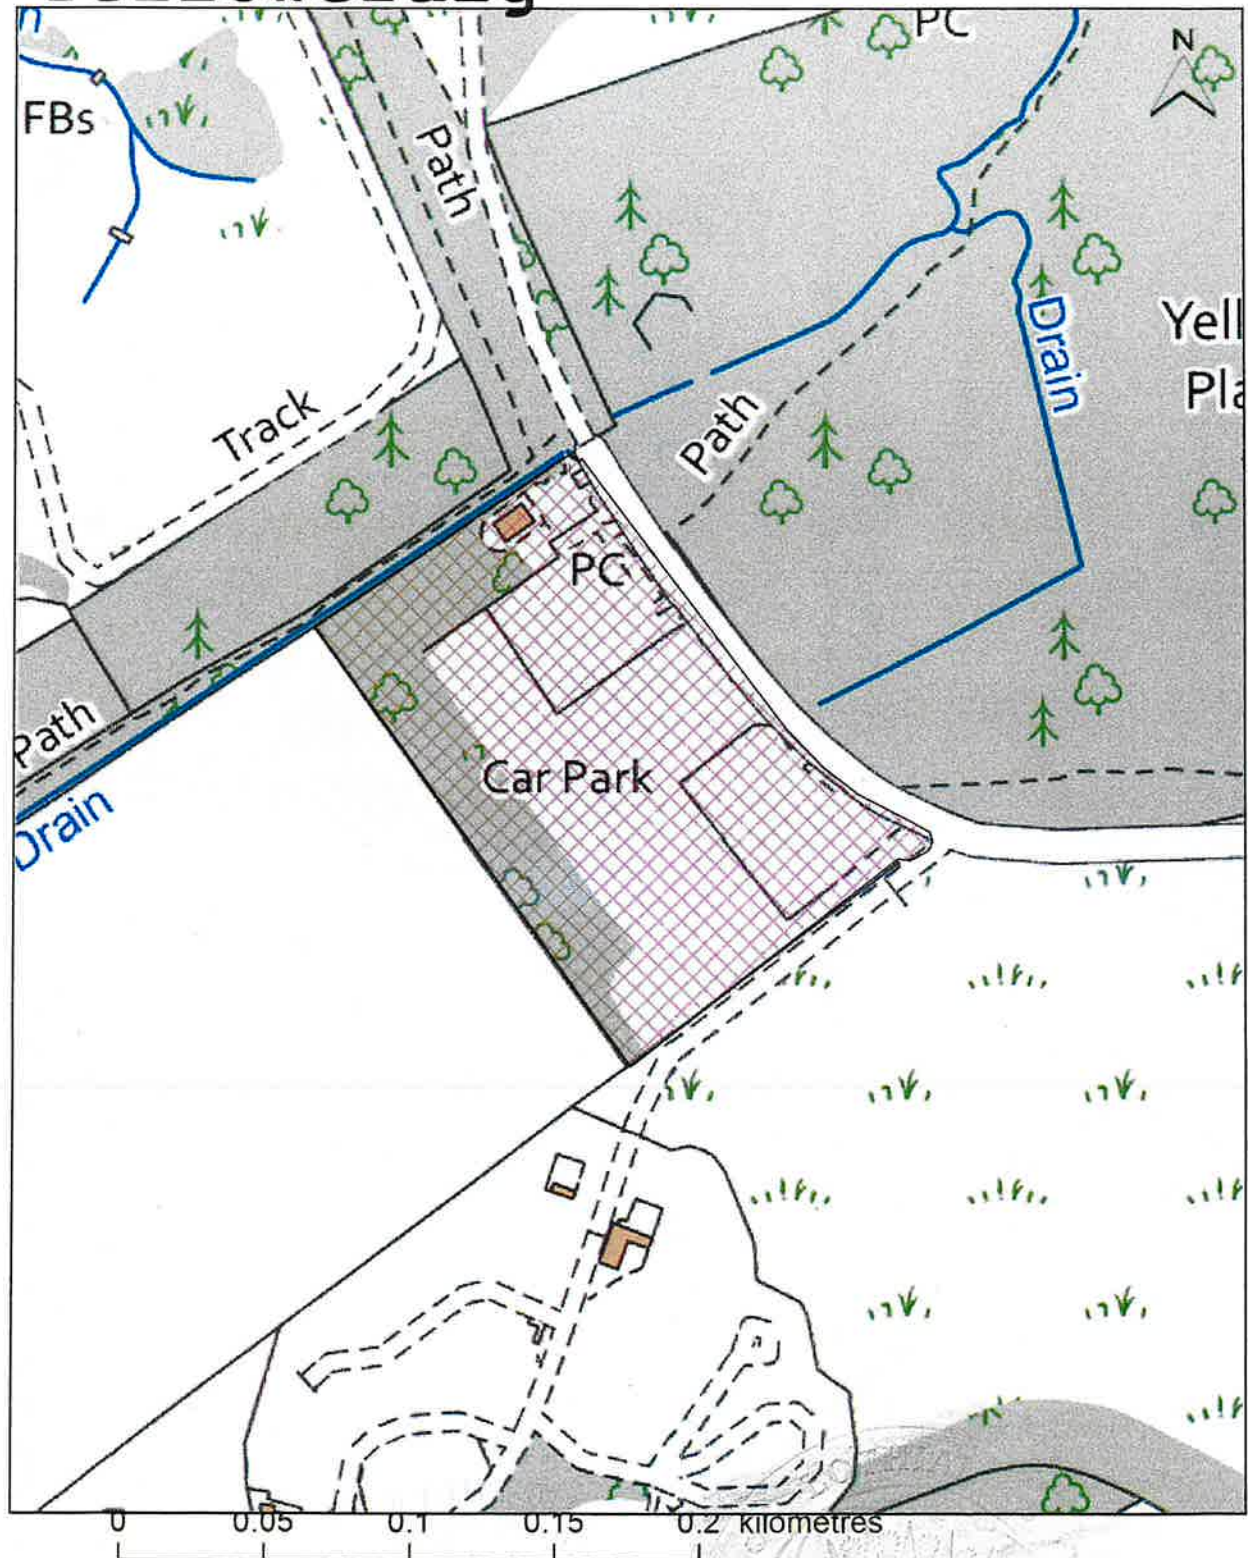 PC
N
FBs
Path
Yell
Pla
Drain
Track
Path
PC
Path
Car Park
Drain
0 0.05 0.1 0.15 0.2 kilometres